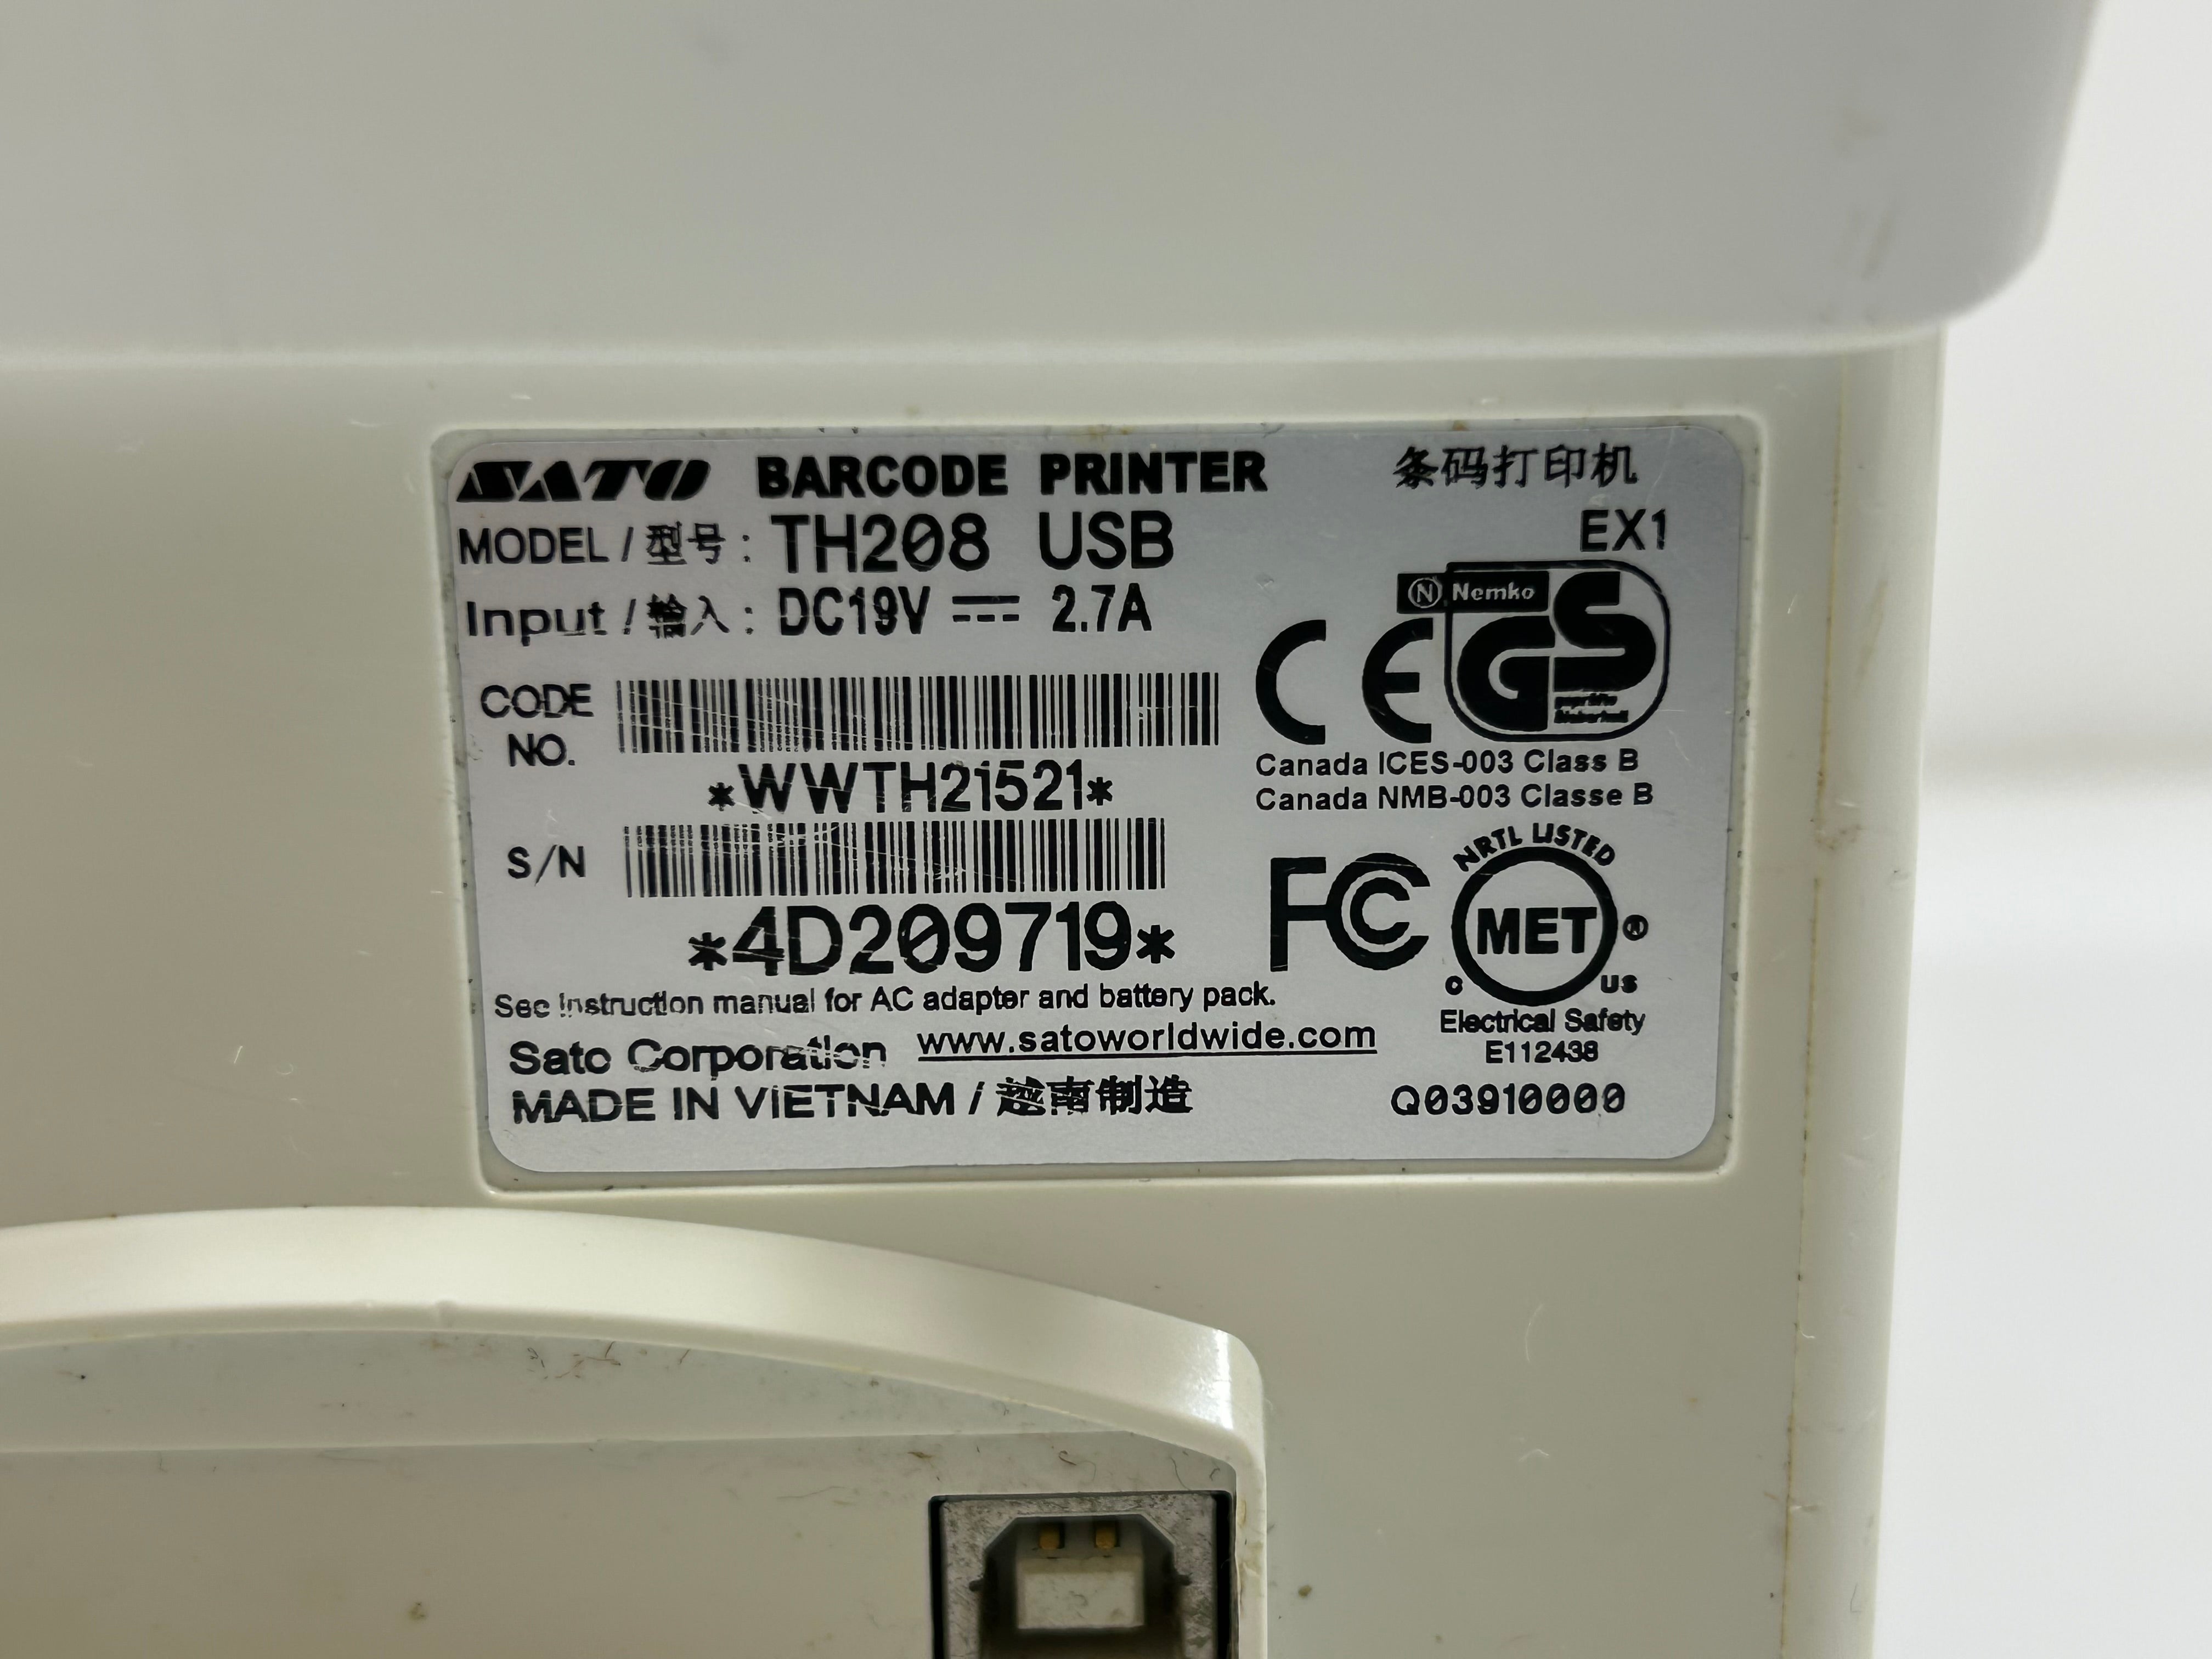 SATO BARCODE PRINTER 条码打印机
MODEL / 型号 : TH208 USB EX1
Input / 输入 : DC19V ⎓ 2.7A
N Nemko
CE GS
geprüfte
Sicherheit
CODE NO.
*WWTH21521*
Canada ICES-003 Class B
Canada NMB-003 Classe B
S/N
*4D209719*
FC
NRTL LISTED
MET ®
C US
Electrical Safety
E112438
See instruction manual for AC adapter and battery pack.
Sato Corporation www.satoworldwide.com
MADE IN VIETNAM / 越南制造 Q03910000